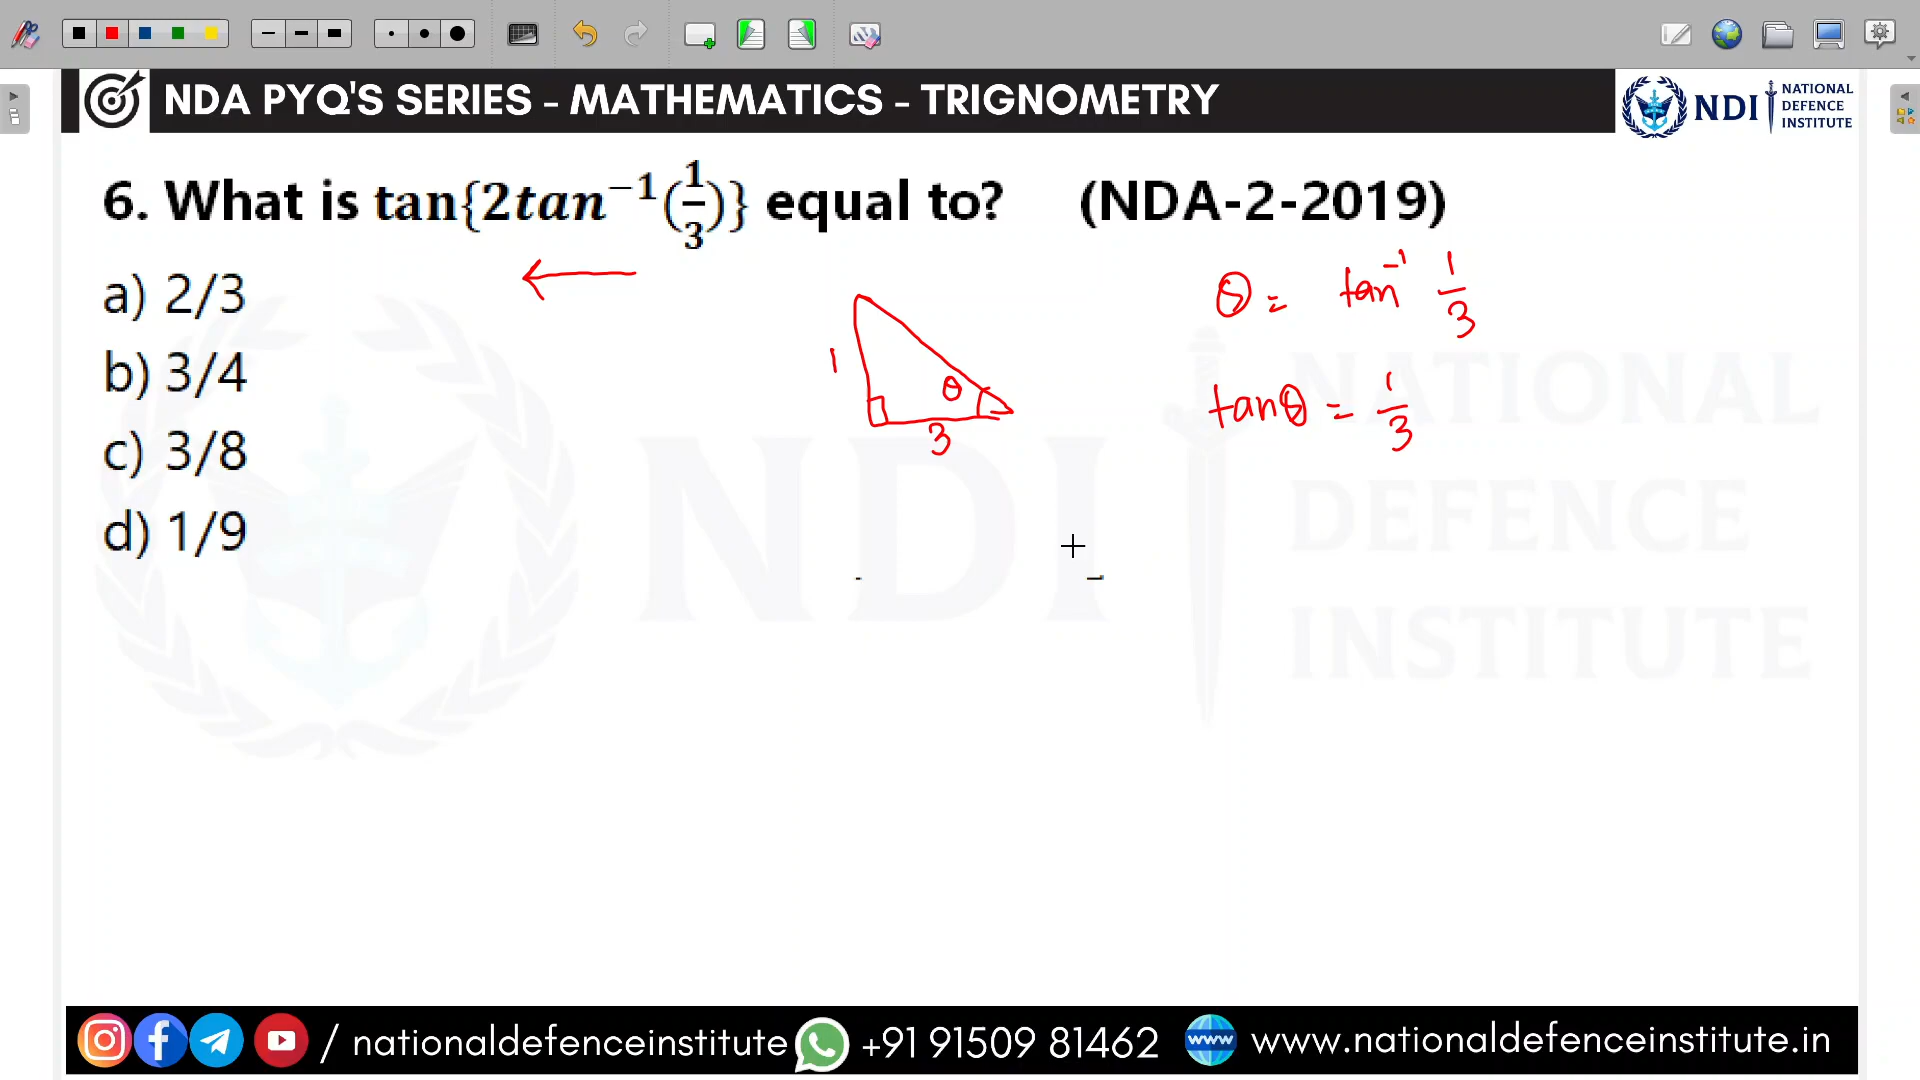 NDA PYQ'S SERIES - MATHEMATICS - TRIGNOMETRY
NDI NATIONAL DEFENCE INSTITUTE
6. What is tan{2tan⁻¹(1/3)} equal to? (NDA-2-2019)
a) 2/3
b) 3/4
c) 3/8
d) 1/9
1
θ
3
θ = tan⁻¹ 1/3
tanθ = 1/3
NDI NATIONAL DEFENCE INSTITUTE
/ nationaldefenceinstitute +91 91509 81462 www www.nationaldefenceinstitute.in